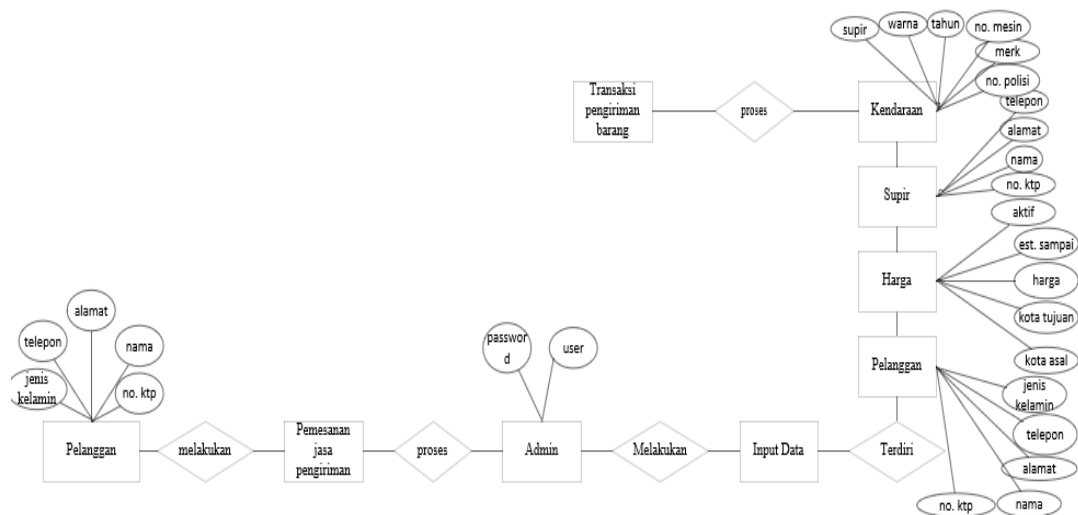 supir
warna
tahun
no. mesin
merk
no. polisi
Transaksi
pengiriman
barang
proses
Kendaraan
telepon
alamat
nama
no. ktp
Supir
aktif
est. sampai
harga
kota tujuan
kota asal
Harga
Pelanggan
jenis
kelamin
telepon
alamat
nama
no. ktp
alamat
telepon
nama
jenis
kelamin
no. ktp
passwor
d
user
Pelanggan
melakukan
Pemesanan
jasa
pengiriman
proses
Admin
Melakukan
Input Data
Terdiri